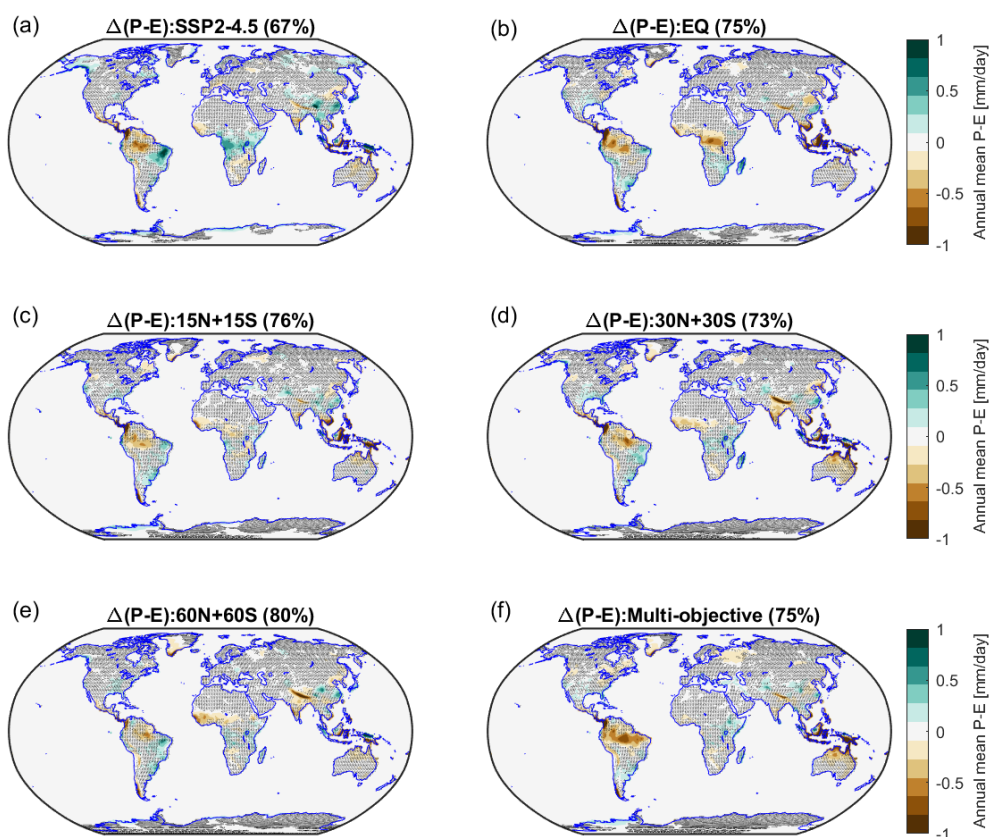 (a)
Δ(P-E):SSP2-4.5 (67%)
(b)
Δ(P-E):EQ (75%)
1
0.5
0
-0.5
-1
Annual mean P-E [mm/day]
(c)
Δ(P-E):15N+15S (76%)
(d)
Δ(P-E):30N+30S (73%)
1
0.5
0
-0.5
-1
Annual mean P-E [mm/day]
(e)
Δ(P-E):60N+60S (80%)
(f)
Δ(P-E):Multi-objective (75%)
1
0.5
0
-0.5
-1
Annual mean P-E [mm/day]